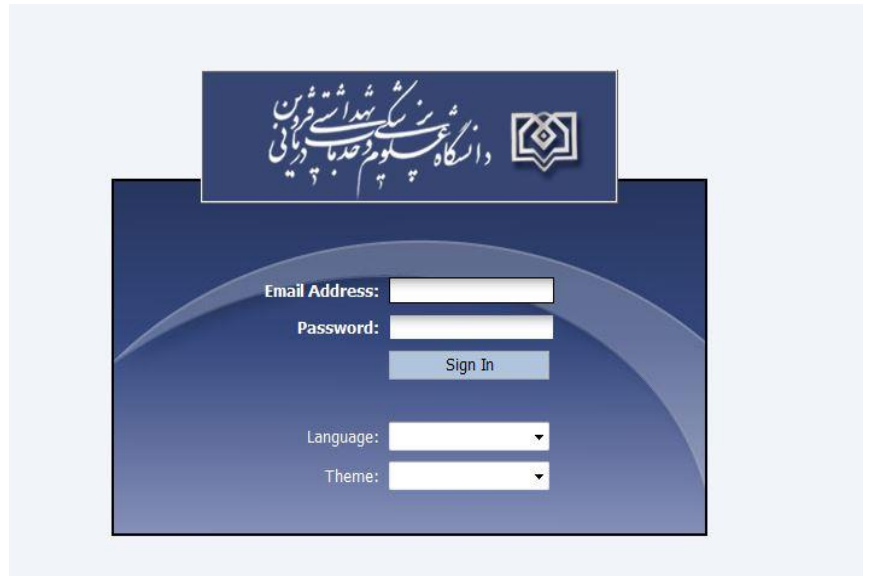 دانشگاه علوم پزشکی و خدمات بهداشتی درمانی قزوین
Email Address:
Password:
Sign In
Language:
Theme: